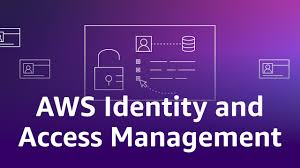 AWS Identity and
Access Management